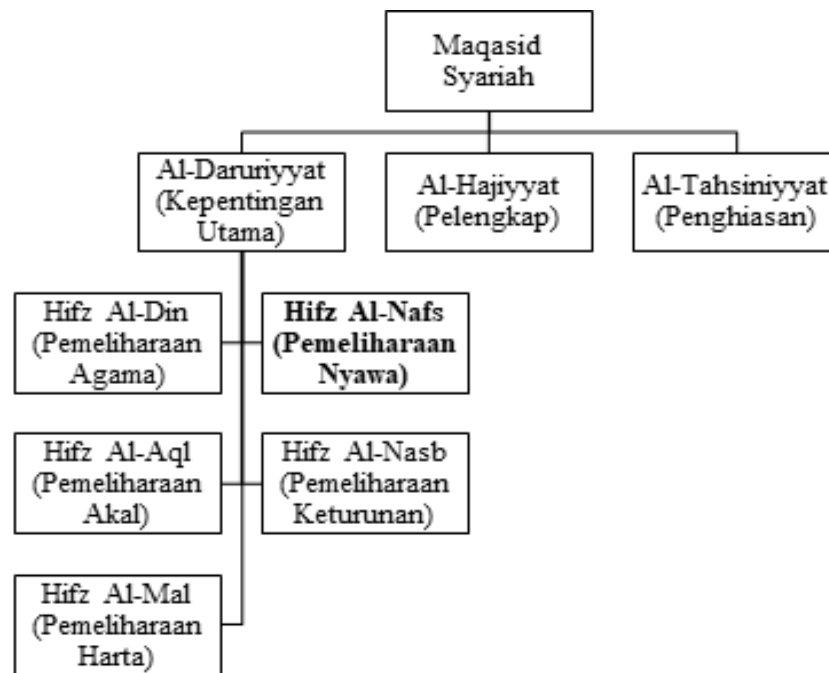 Maqasid
Syariah
Al-Daruriyyat
(Kepentingan
Utama)
Al-Hajiyyat
(Pelengkap)
Al-Tahsiniyyat
(Penghiasan)
Hifz Al-Din
(Pemeliharaan
Agama)
Hifz Al-Nafs
(Pemeliharaan
Nyawa)
Hifz Al-Aql
(Pemeliharaan
Akal)
Hifz Al-Nasb
(Pemeliharaan
Keturunan)
Hifz Al-Mal
(Pemeliharaan
Harta)